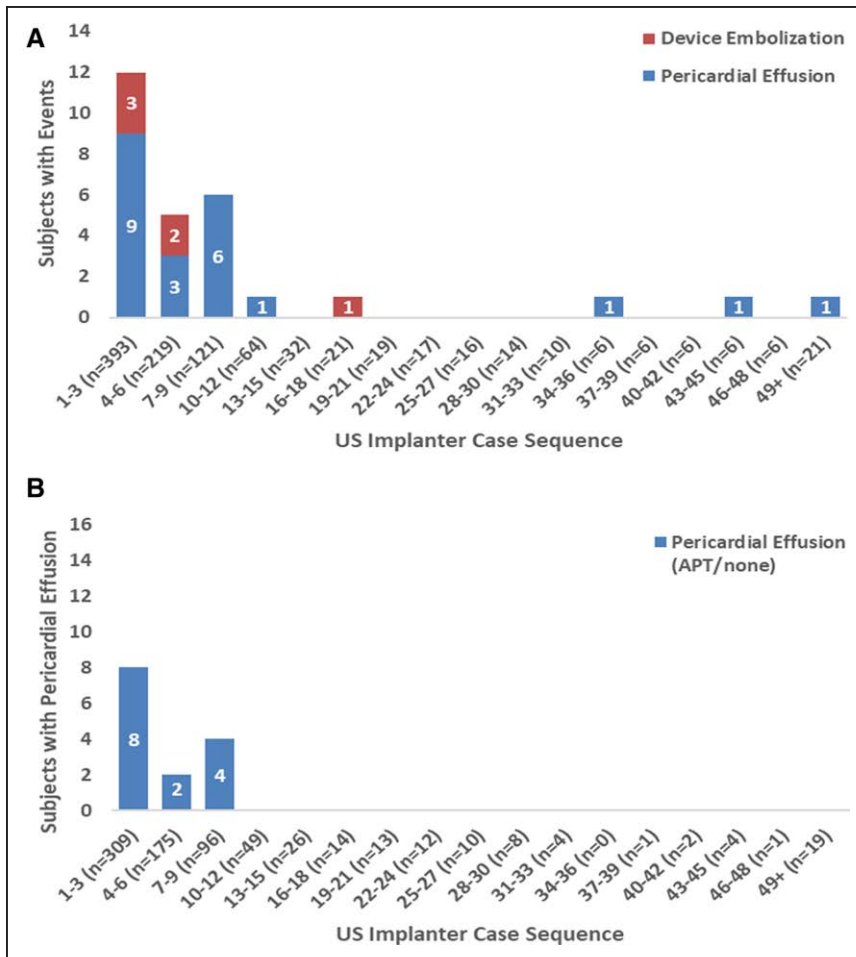 A
14
12
10
8
6
4
2
0
Subjects with Events
Device Embolization
Pericardial Effusion
3
9
2
3
6
1
1
1
1
1
1-3 (n=393)
4-6 (n=219)
7-9 (n=121)
10-12 (n=64)
13-15 (n=32)
16-18 (n=21)
19-21 (n=19)
22-24 (n=17)
25-27 (n=16)
28-30 (n=14)
31-33 (n=10)
34-36 (n=6)
37-39 (n=6)
40-42 (n=6)
43-45 (n=6)
46-48 (n=6)
49+ (n=21)
US Implanter Case Sequence
B
16
14
12
10
8
6
4
2
0
Subjects with Pericardial Effusion
Pericardial Effusion
(APT/none)
8
2
4
1-3 (n=309)
4-6 (n=175)
7-9 (n=96)
10-12 (n=49)
13-15 (n=26)
16-18 (n=14)
19-21 (n=13)
22-24 (n=12)
25-27 (n=10)
28-30 (n=8)
31-33 (n=4)
34-36 (n=0)
37-39 (n=1)
40-42 (n=2)
43-45 (n=4)
46-48 (n=1)
49+ (n=19)
US Implanter Case Sequence